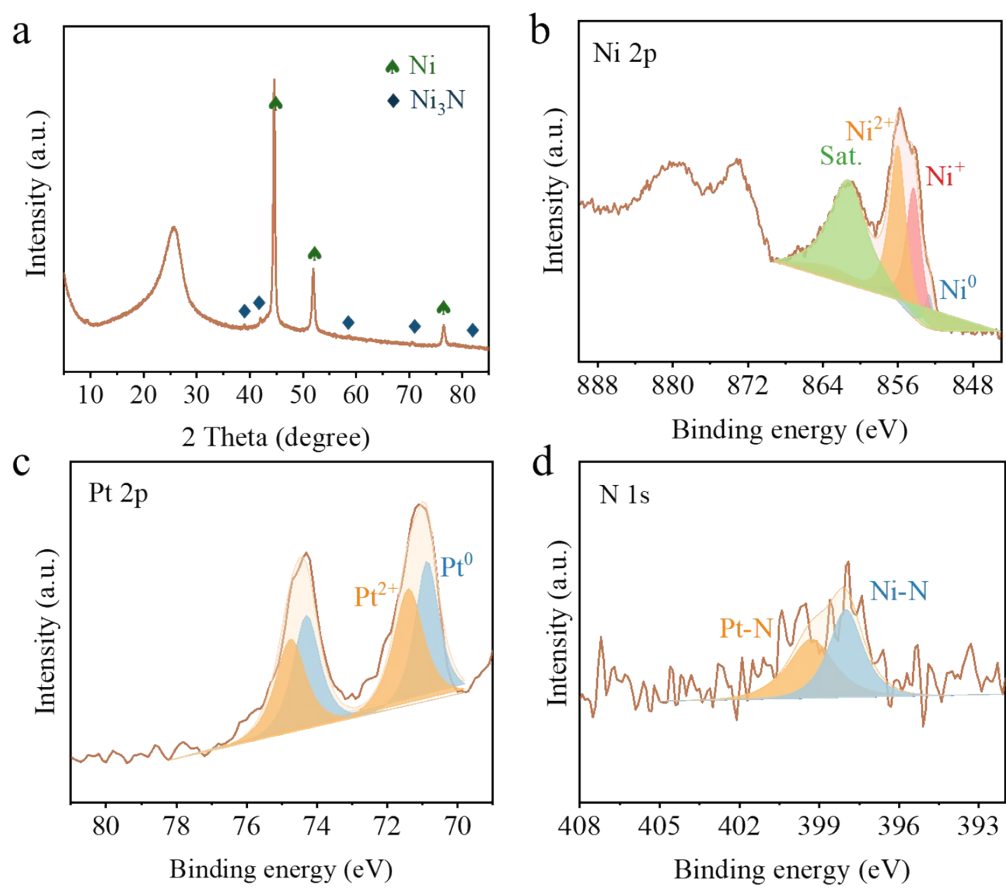 a
Ni
Ni₃N
Intensity (a.u.)
10 20 30 40 50 60 70 80
2 Theta (degree)
b
Ni 2p
Ni²⁺
Sat.
Ni⁺
Ni⁰
Intensity (a.u.)
888 880 872 864 856 848
Binding energy (eV)
c
Pt 2p
Pt⁰
Pt²⁺
Intensity (a.u.)
80 78 76 74 72 70
Binding energy (eV)
d
N 1s
Ni-N
Pt-N
Intensity (a.u.)
408 405 402 399 396 393
Binding energy (eV)